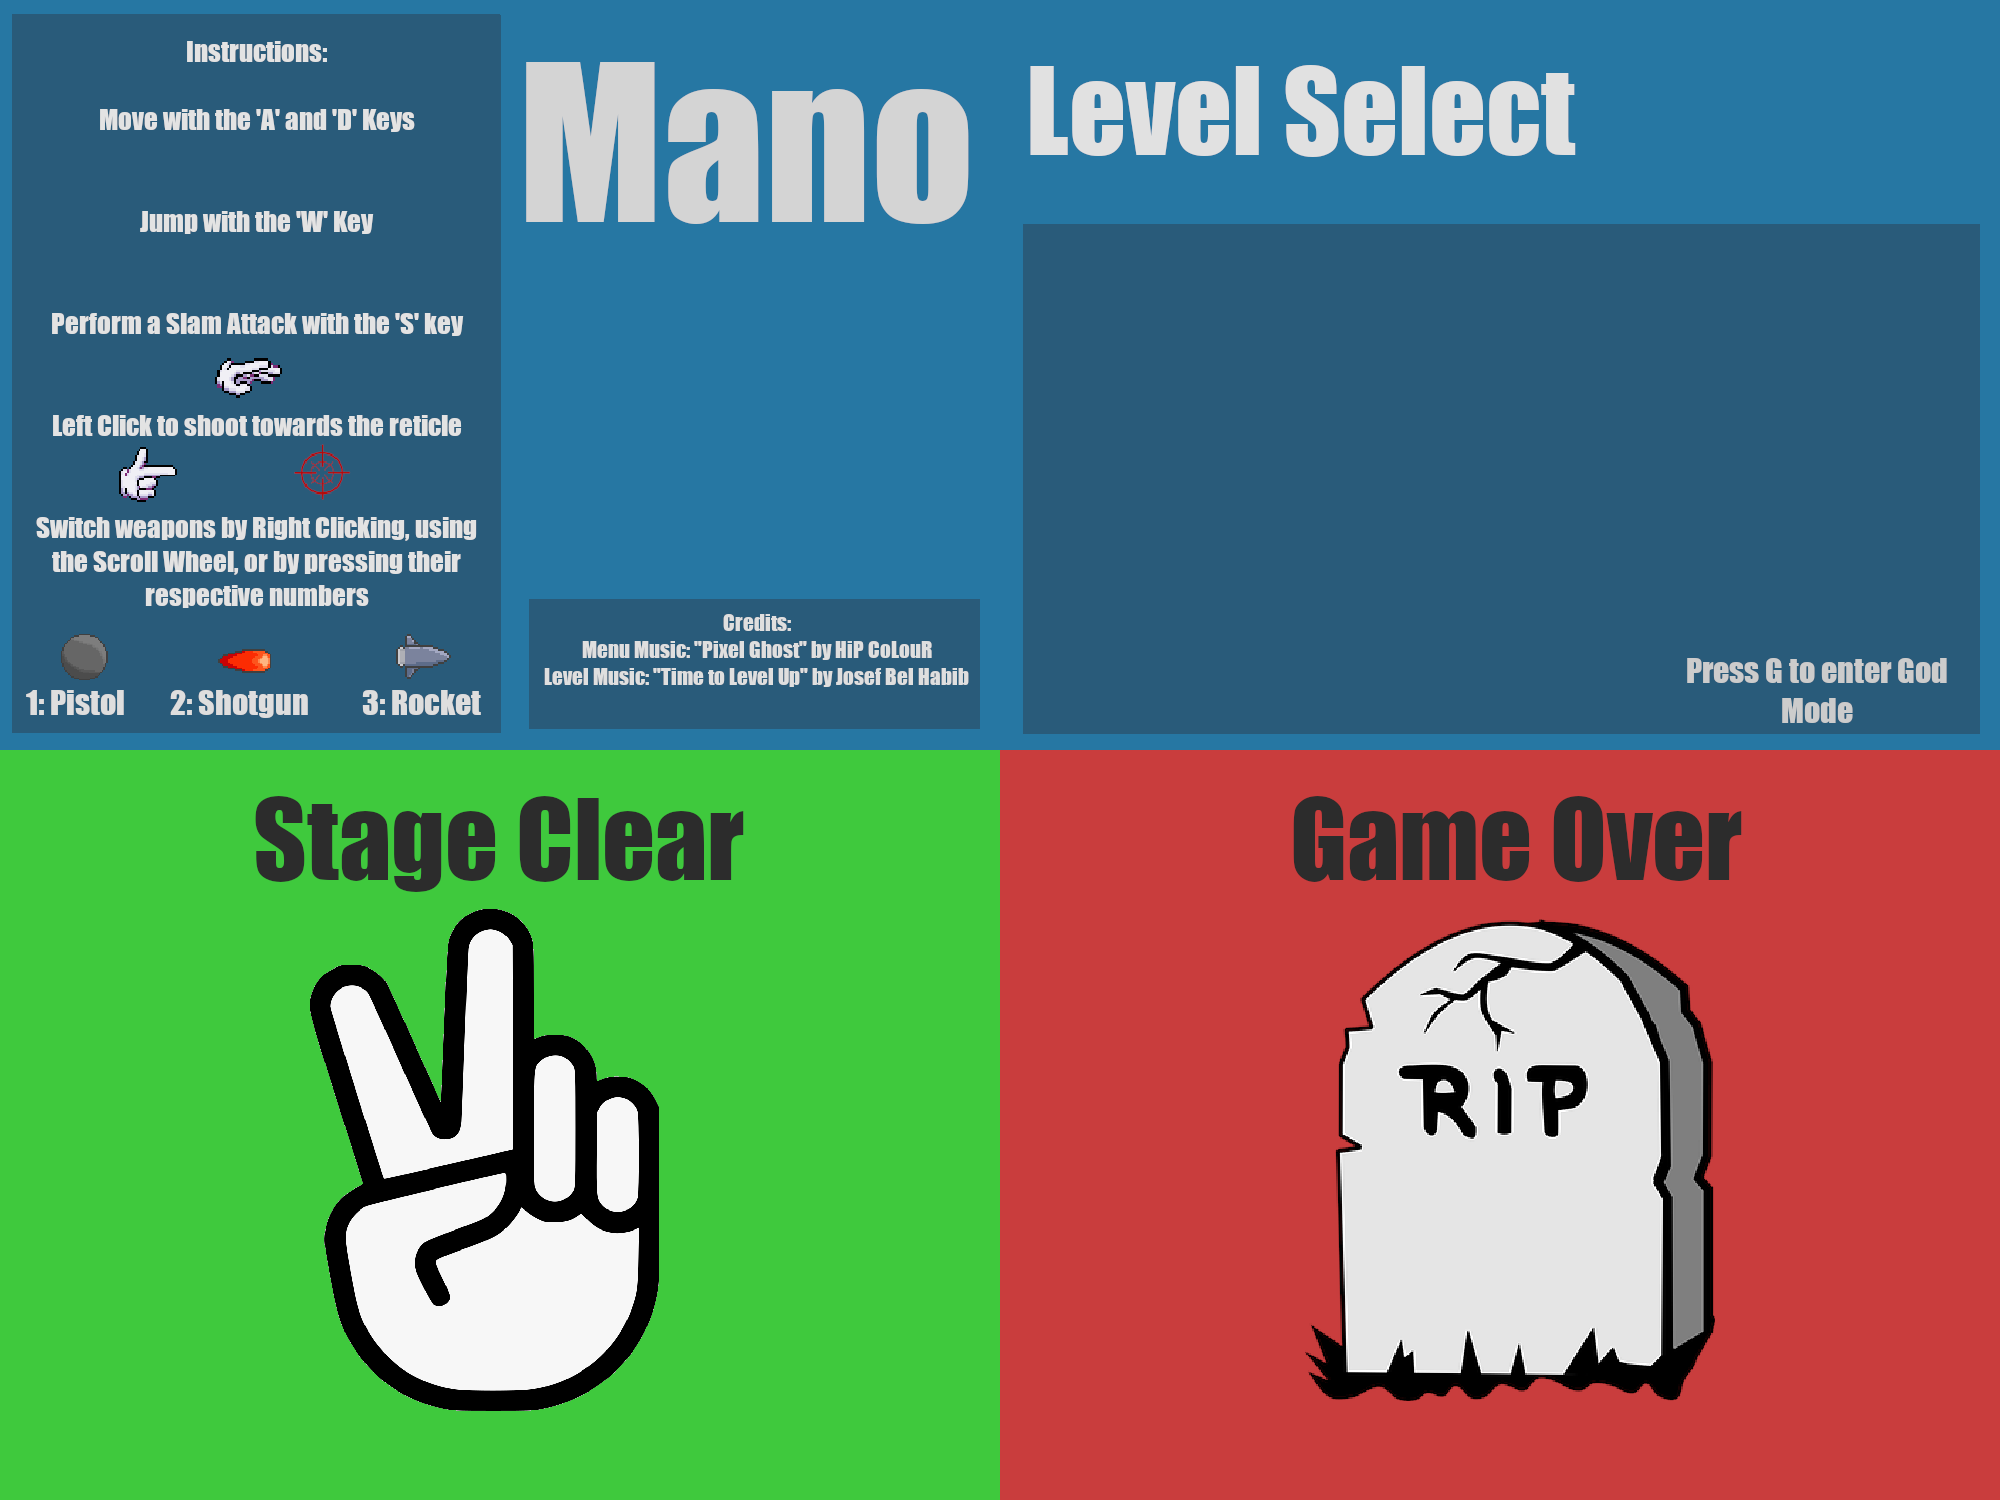 Instructions:
Move with the 'A' and 'D' Keys
Jump with the 'W' Key
Perform a Slam Attack with the 'S' key
Left Click to shoot towards the reticle
Switch weapons by Right Clicking, using
the Scroll Wheel, or by pressing their
respective numbers
1: Pistol
2: Shotgun
3: Rocket
Mano
Credits:
Menu Music: "Pixel Ghost" by HiP CoLouR
Level Music: "Time to Level Up" by Josef Bel Habib
Level Select
Press G to enter God
Mode
Stage Clear
Game Over
RIP